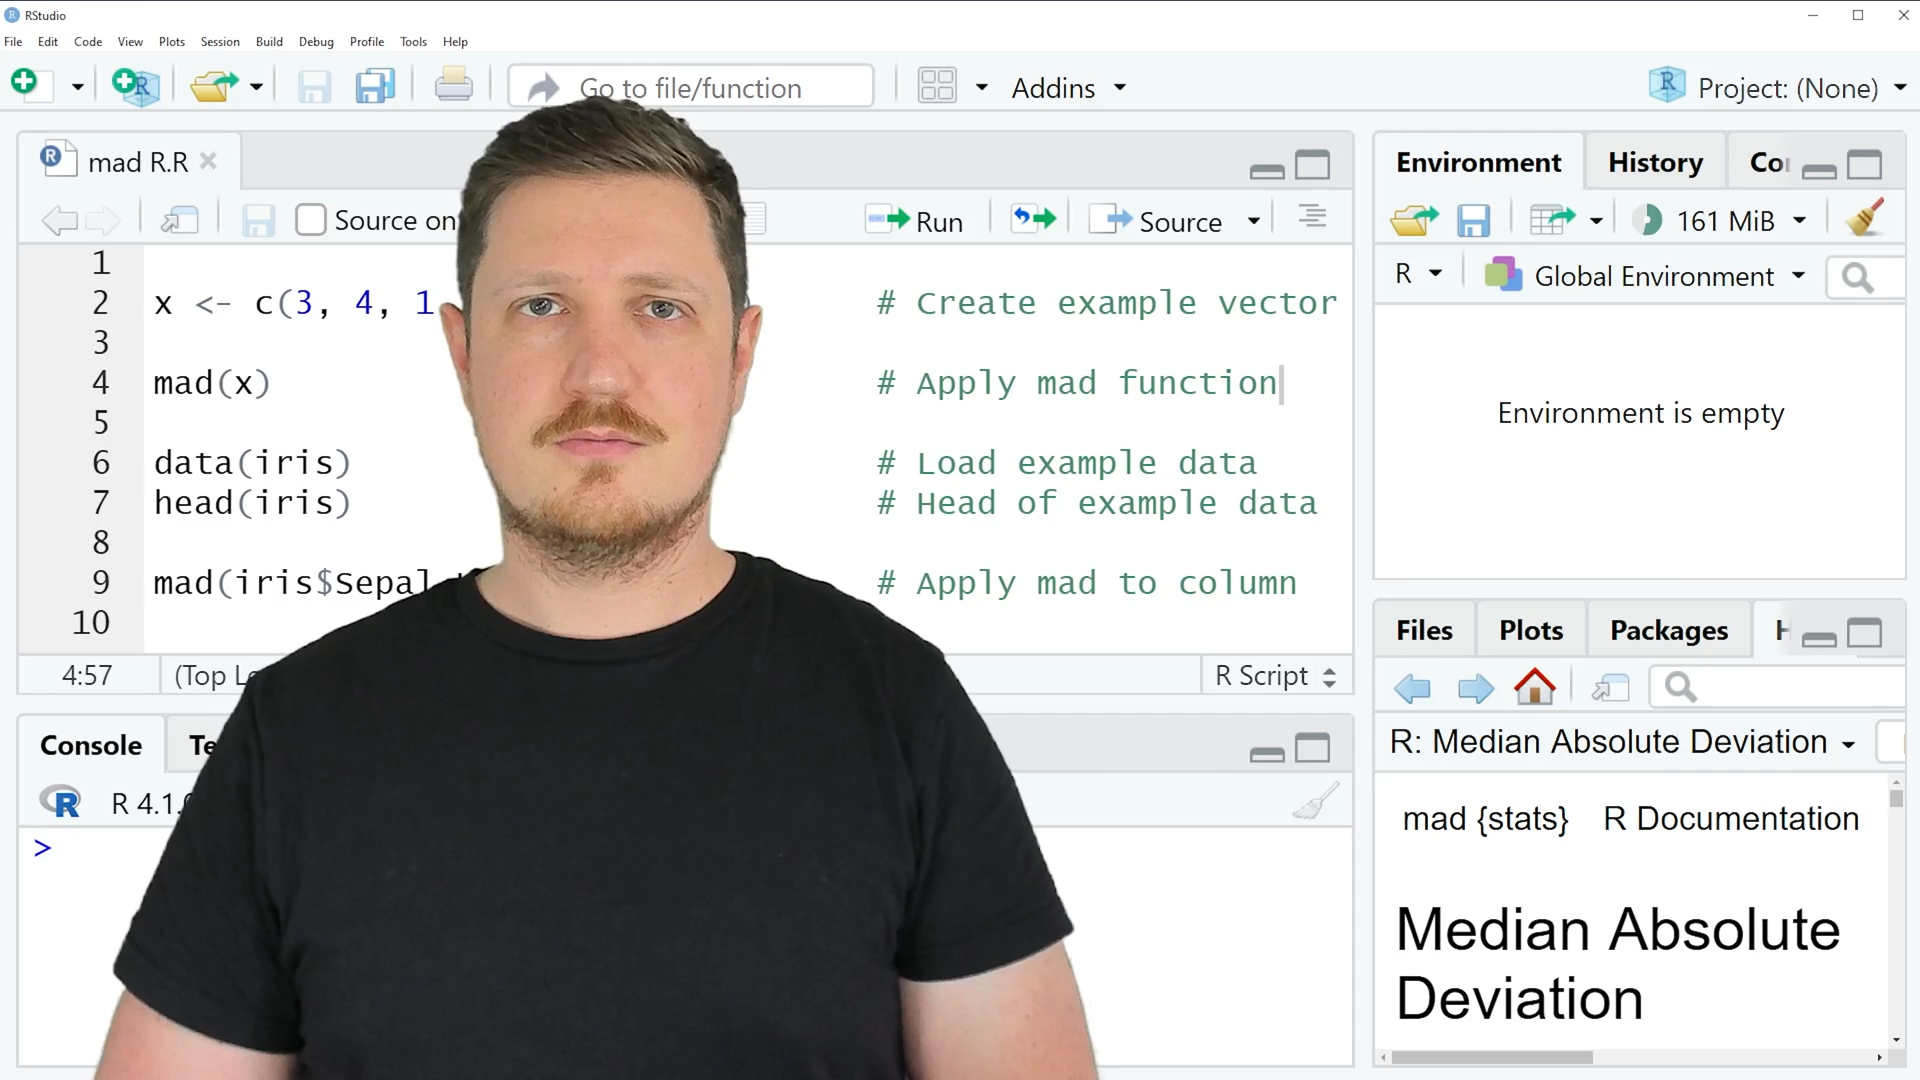 RStudio
File Edit Code View Plots Session Build Debug Profile Tools Help
Go to file/function
Addins
Project: (None)
mad R.R
Source on
Run
Source
1
2 x <- c(3, 4, 1 # Create example vector
3
4 mad(x) # Apply mad function
5
6 data(iris) # Load example data
7 head(iris) # Head of example data
8
9 mad(iris$Sepal # Apply mad to column
10
4:57
(Top
R Script
Console
R 4.1.
>
Environment History
161 MiB
R
Global Environment
Environment is empty
Files Plots Packages
R: Median Absolute Deviation
mad {stats} R Documentation
Median Absolute
Deviation